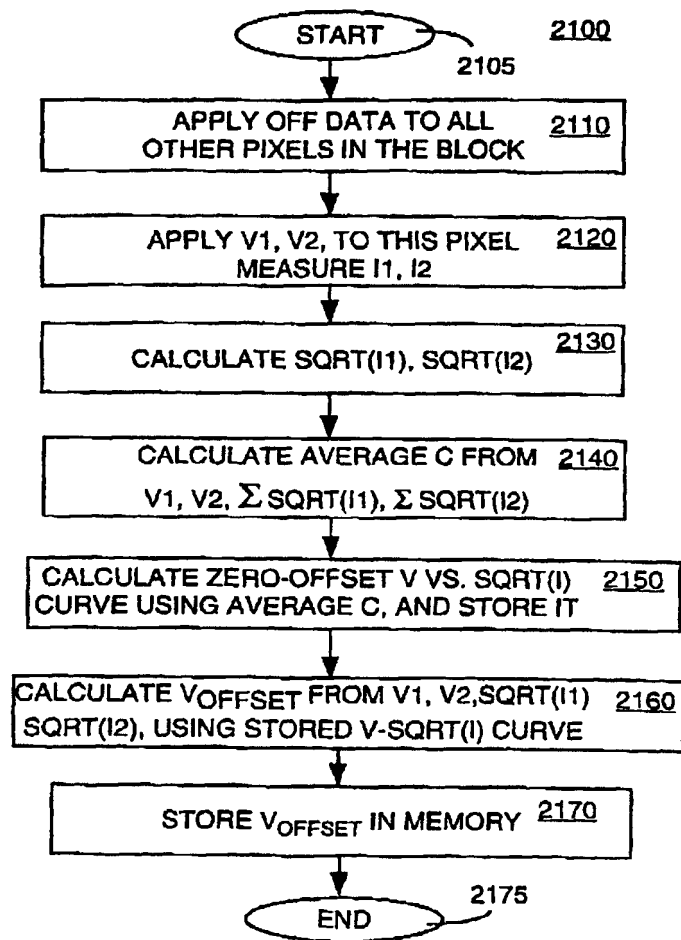 START
2100
2105
APPLY OFF DATA TO ALL 2110
OTHER PIXELS IN THE BLOCK
APPLY V1, V2, TO THIS PIXEL 2120
MEASURE I1, I2
2130
CALCULATE SQRT(I1), SQRT(I2)
CALCULATE AVERAGE C FROM 2140
V1, V2, Σ SQRT(I1), Σ SQRT(I2)
CALCULATE ZERO-OFFSET V VS. SQRT(I) 2150
CURVE USING AVERAGE C, AND STORE IT
CALCULATE VOFFSET FROM V1, V2,SQRT(I1) 2160
SQRT(I2), USING STORED V-SQRT(I) CURVE
STORE VOFFSET IN MEMORY 2170
2175
END